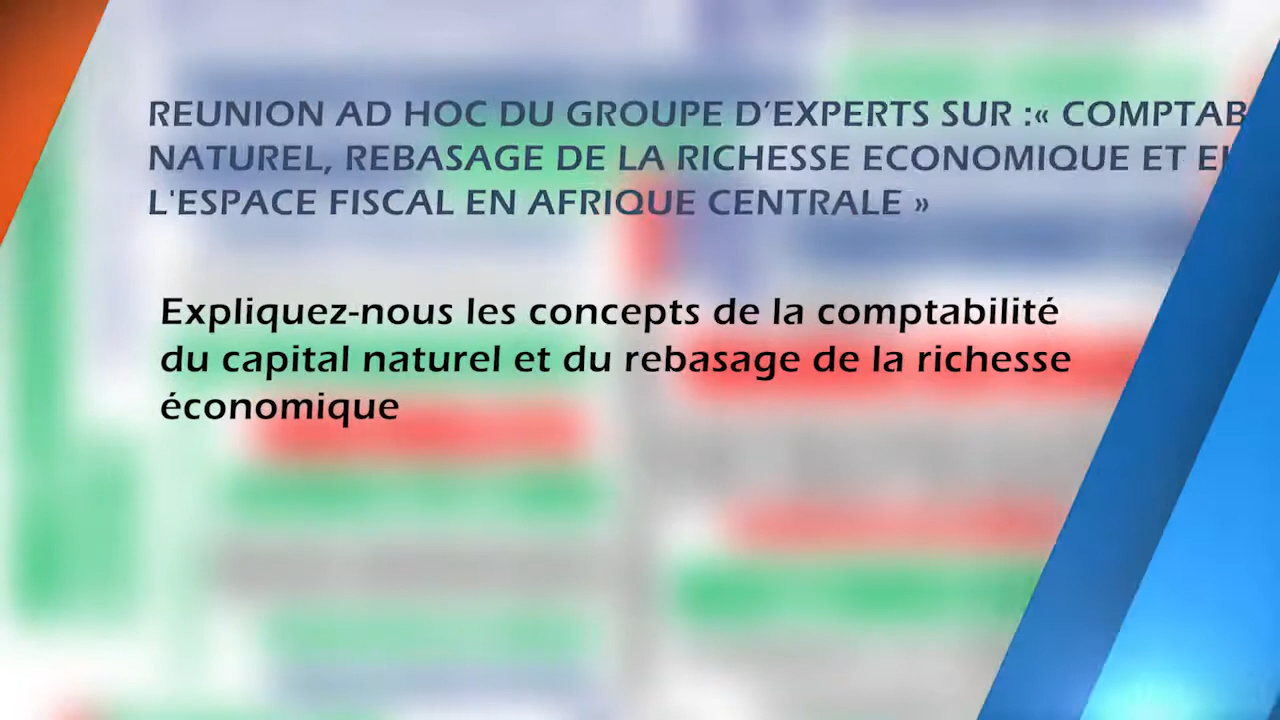 REUNION AD HOC DU GROUPE D’EXPERTS SUR :« COMPTAB
NATUREL, REBASAGE DE LA RICHESSE ECONOMIQUE ET
L'ESPACE FISCAL EN AFRIQUE CENTRALE »
Expliquez-nous les concepts de la comptabilité
du capital naturel et du rebasage de la richesse
économique